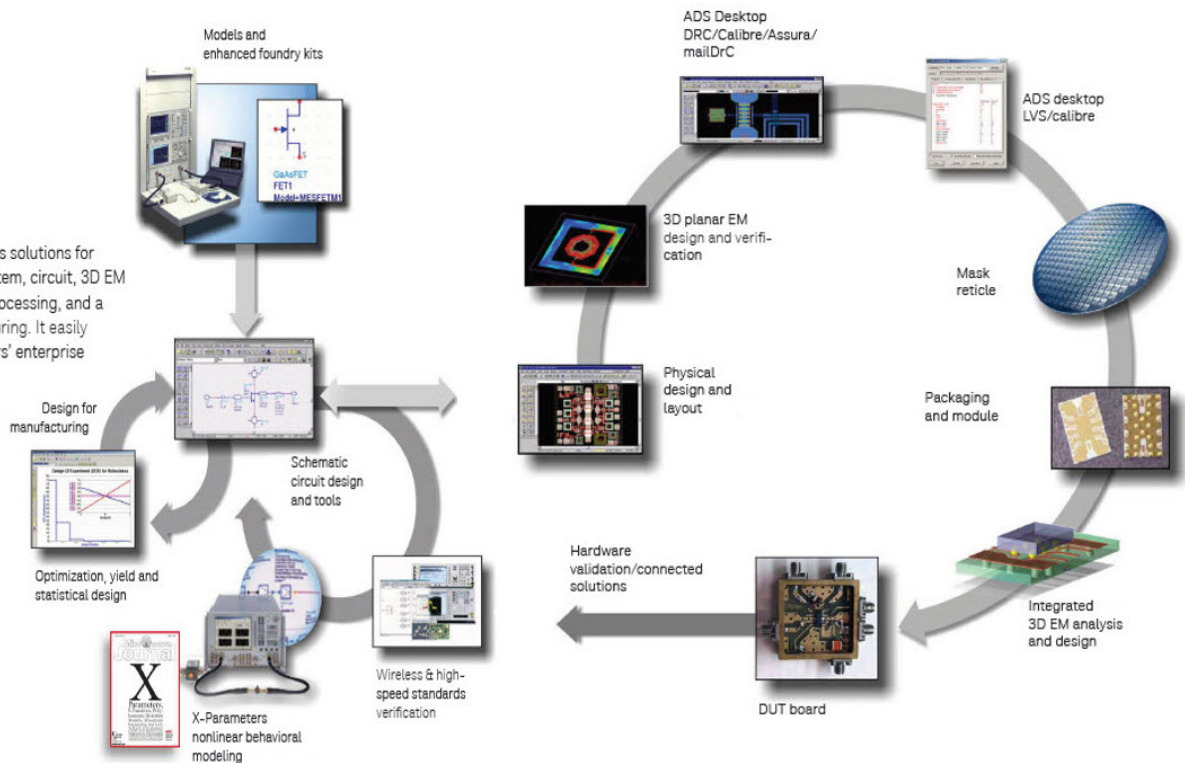 Models and
enhanced foundry kits
GaAsFET
FET1
Model=MESFETM1
s solutions for
tem, circuit, 3D EM
ocessing, and a
uring. It easily
rs' enterprise
Design for
manufacturing
Schematic
circuit design
and tools
Optimization, yield and
statistical design
Journal
X
Parameters,
X-Parameters
nonlinear behavioral
modeling
Wireless & high-
speed standards
verification
ADS Desktop
DRC/Calibre/Assura/
mailDrC
ADS desktop
LVS/calibre
3D planar EM
design and verifi-
cation
Mask
reticle
Physical
design and
layout
Packaging
and module
Hardware
validation/connected
solutions
Integrated
3D EM analysis
and design
DUT board